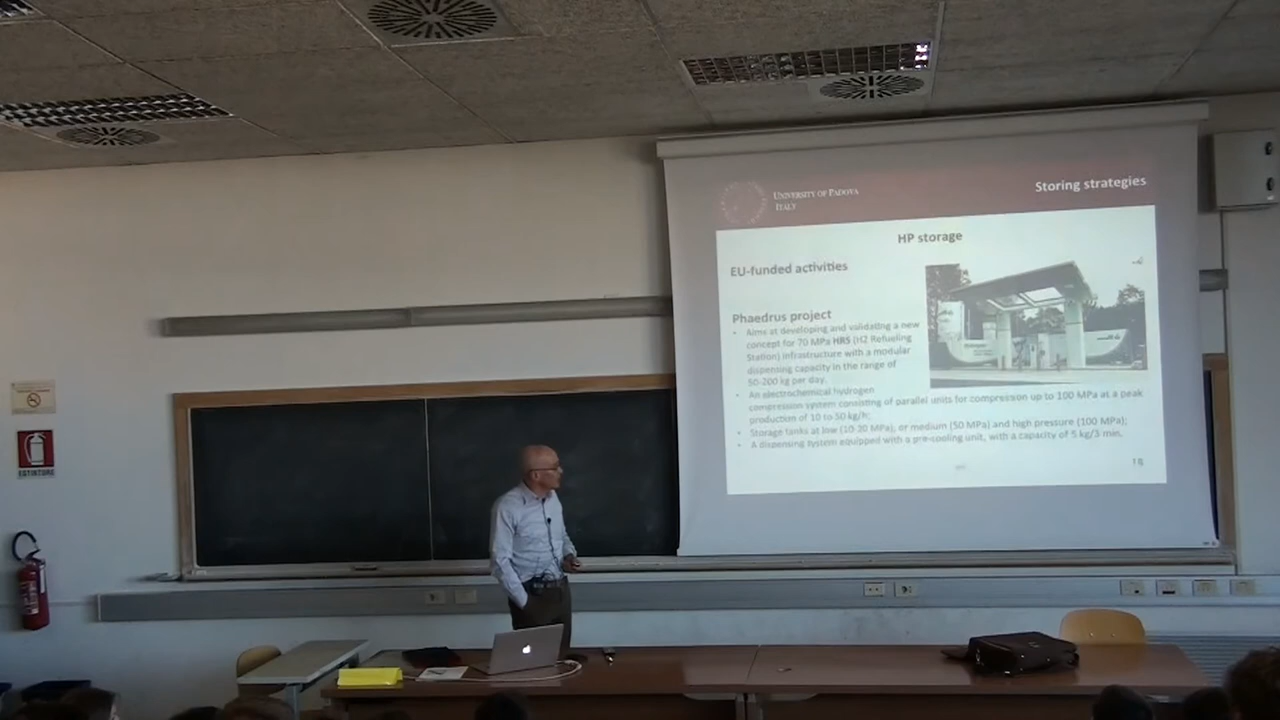 UNIVERSITY OF PADOVA
ITALY
Storing strategies
HP storage
EU-funded activities
Phaedrus project
• Aims at developing and validating a new
concept for 70 MPa HRS (H2 Refueling
Station) infrastructure with a modular
dispensing capacity in the range of
50-200 kg per day.
• An electrochemical hydrogen
compression system consisting of parallel units for compression up to 100 MPa at a peak
production of 10 to 50 kg/h;
• Storage tanks at low (10-30 MPa), or medium (50 MPa) and high pressure (100 MPa);
• A dispensing system equipped with a pre-cooling unit, with a capacity of 5 kg/3 min.
18
ESTINTORE